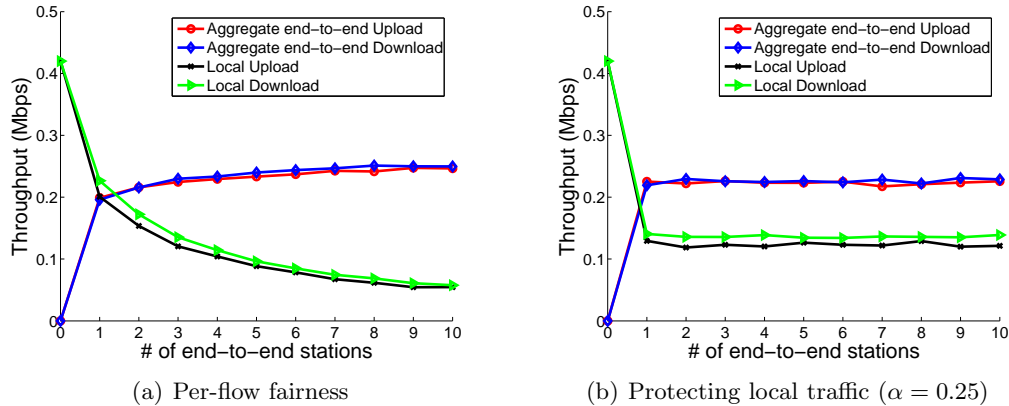 0.5
0.4
0.3
0.2
0.1
0
Throughput (Mbps)
Aggregate end−to−end Upload
Aggregate end−to−end Download
Local Upload
Local Download
0 1 2 3 4 5 6 7 8 9 10
# of end−to−end stations
(a) Per-flow fairness
0.5
0.4
0.3
0.2
0.1
0
Throughput (Mbps)
Aggregate end−to−end Upload
Aggregate end−to−end Download
Local Upload
Local Download
0 1 2 3 4 5 6 7 8 9 10
# of end−to−end stations
(b) Protecting local traffic (α = 0.25)